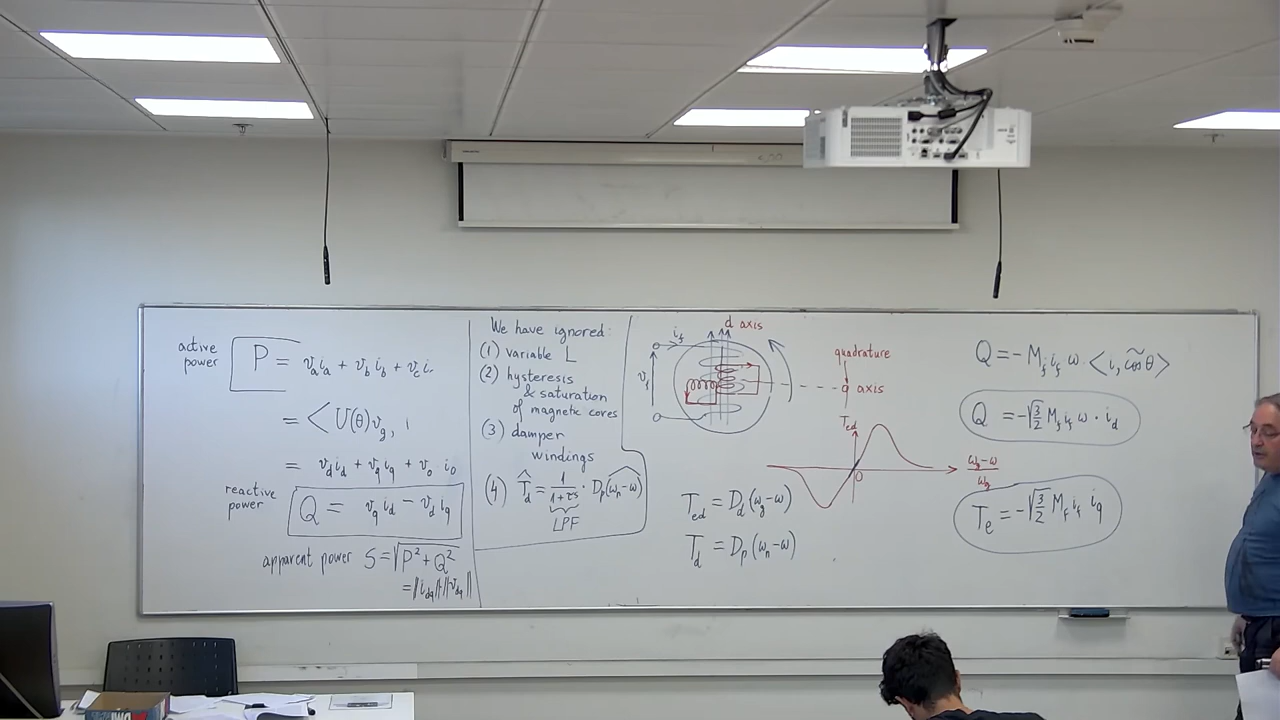 active
power
P = v_a i_a + v_b i_b + v_c i_c
= < U(θ) v_g ,
= v_d i_d + v_q i_q + v_o i_o
reactive
power
Q = v_q i_d - v_d i_q
apparent power S = √(P² + Q²)
= ||i_dq|| ||v_dq||
We have ignored:
(1) variable L
(2) hysteresis
& saturation
of magnetic cores
(3) damper
windings
(4) T̂_d = 1/(1+τs) · D_p (ω_n - ω)^
LPF
i_f
d axis
v_f
quadrature
q axis
T_ed
0
(ω_g - ω)/ω_g
T_ed = D_d (ω_g - ω)
T_d = D_p (ω_n - ω)
Q = - M_f i_f ω < i, c̃osθ >
Q = -√(3/2) M_f i_f ω · i_d
T_e = -√(3/2) M_f i_f i_q